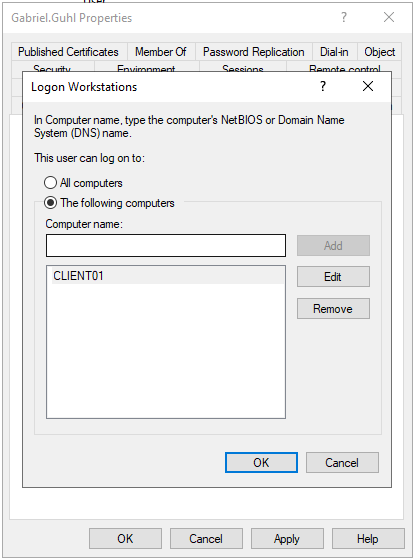 Gabriel.Guhl Properties
Published Certificates Member Of Password Replication Dial-in Object
Security Environment Sessions Remote control
Logon Workstations
In Computer name, type the computer's NetBIOS or Domain Name
System (DNS) name.
This user can log on to:
All computers
The following computers
Computer name:
Add
CLIENT01
Edit
Remove
OK Cancel
OK Cancel Apply Help